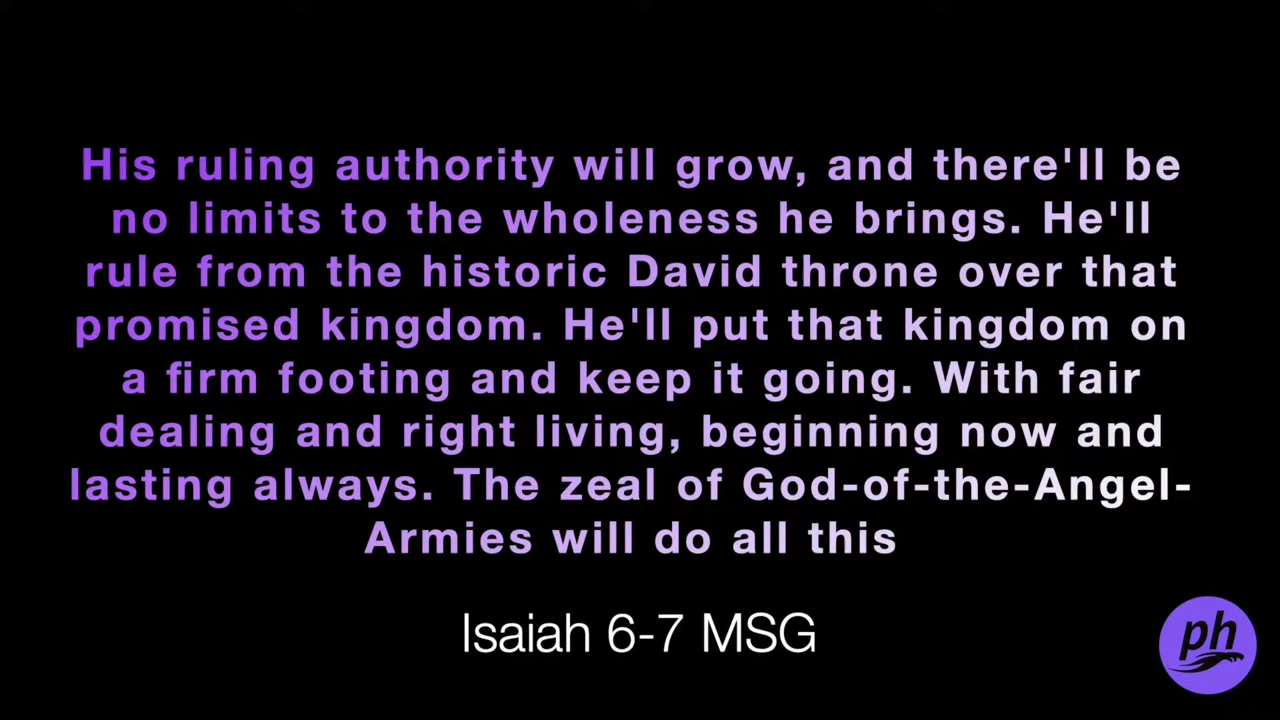 His ruling authority will grow, and there'll be
no limits to the wholeness he brings. He'll
rule from the historic David throne over that
promised kingdom. He'll put that kingdom on
a firm footing and keep it going. With fair
dealing and right living, beginning now and
lasting always. The zeal of God-of-the-Angel-
Armies will do all this
Isaiah 6-7 MSG
ph